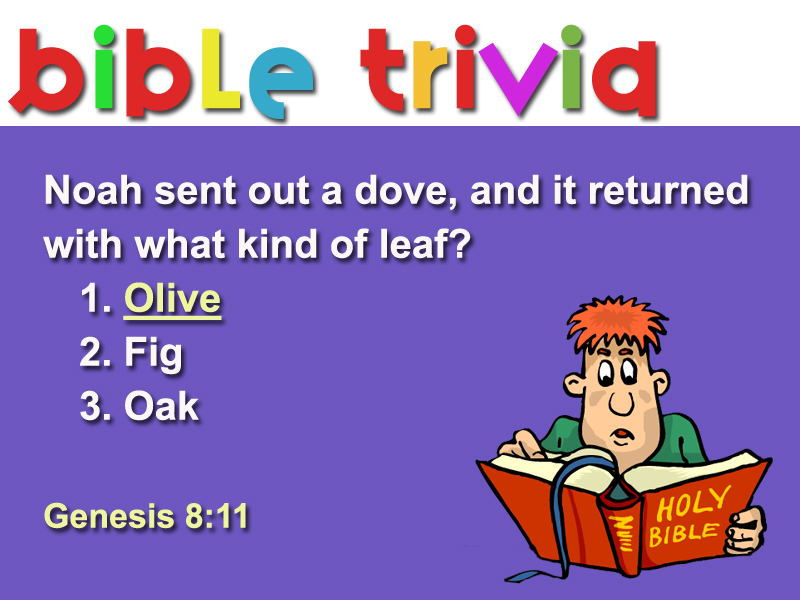 bible trivia
Noah sent out a dove, and it returned
with what kind of leaf?
1. Olive
2. Fig
3. Oak
Genesis 8:11
HOLY
BIBLE